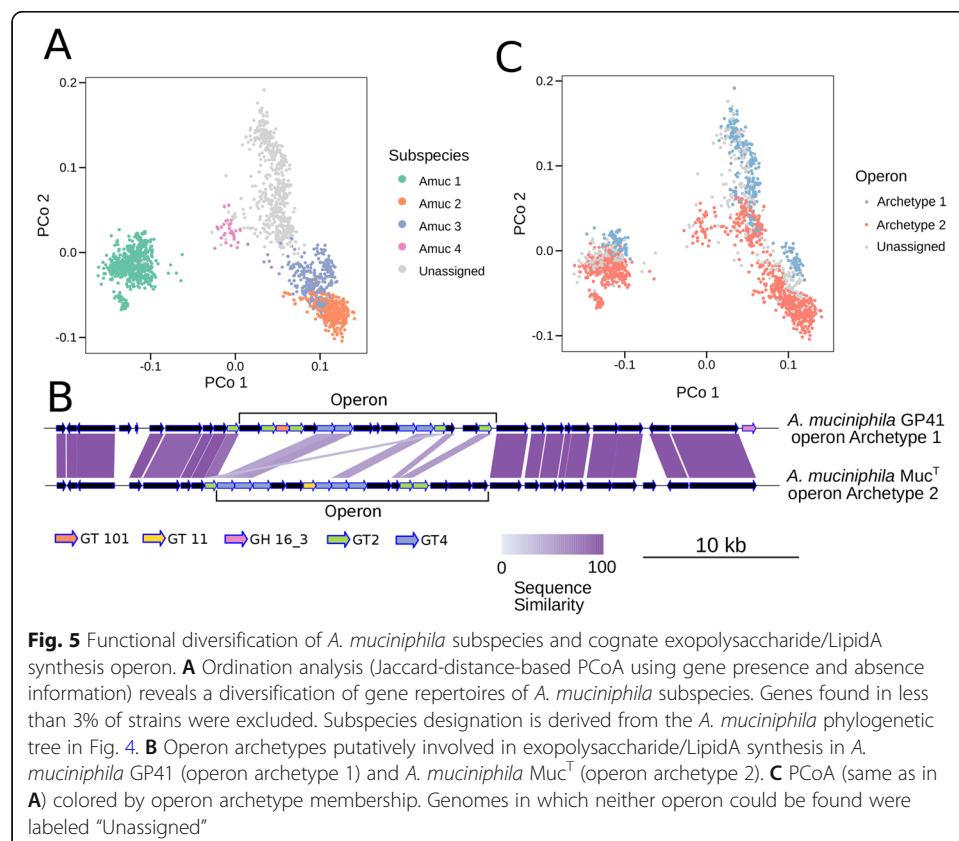 A
C
0.2
0.1
0.0
-0.1
PCo 2
-0.1
0.0
0.1
PCo 1
Subspecies
Amuc 1
Amuc 2
Amuc 3
Amuc 4
Unassigned
0.2
0.1
0.0
-0.1
PCo 2
-0.1
0.0
0.1
PCo 1
Operon
Archetype 1
Archetype 2
Unassigned
B
Operon
A. muciniphila GP41
operon Archetype 1
A. muciniphila Muc^T
operon Archetype 2
Operon
GT 101
GT 11
GH 16_3
GT2
GT4
0
100
Sequence
Similarity
10 kb
Fig. 5 Functional diversification of A. muciniphila subspecies and cognate exopolysaccharide/LipidA
synthesis operon. A Ordination analysis (Jaccard-distance-based PCoA using gene presence and absence
information) reveals a diversification of gene repertoires of A. muciniphila subspecies. Genes found in less
than 3% of strains were excluded. Subspecies designation is derived from the A. muciniphila phylogenetic
tree in Fig. 4. B Operon archetypes putatively involved in exopolysaccharide/LipidA synthesis in A.
muciniphila GP41 (operon archetype 1) and A. muciniphila Muc^T (operon archetype 2). C PCoA (same as in
A) colored by operon archetype membership. Genomes in which neither operon could be found were
labeled “Unassigned”